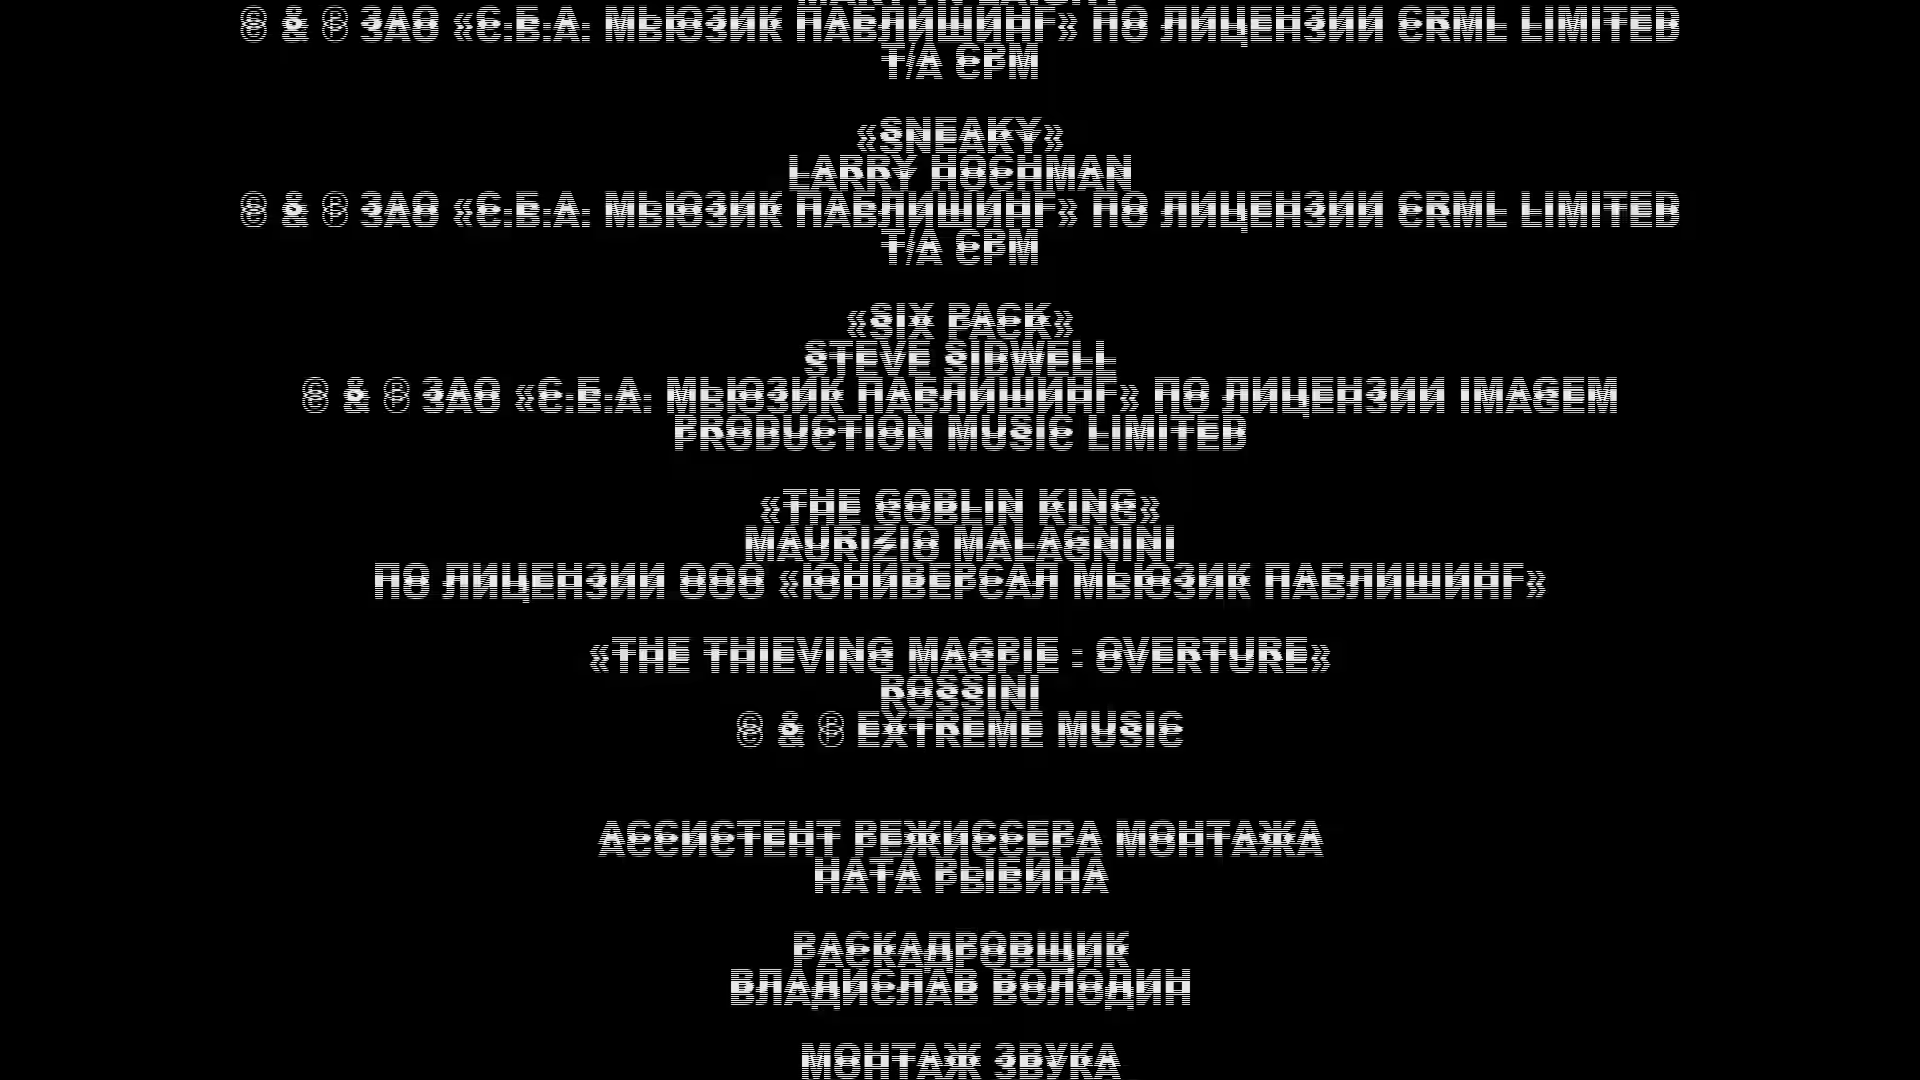 © & ℗ ЗАО «С.Б.А. МЬЮЗИК ПАБЛИШИНГ» ПО ЛИЦЕНЗИИ CRML LIMITED
T/A CPM
«SNEAKY»
LARRY HOCHMAN
© & ℗ ЗАО «С.Б.А. МЬЮЗИК ПАБЛИШИНГ» ПО ЛИЦЕНЗИИ CRML LIMITED
T/A CPM
«SIX PACK»
STEVE SIDWELL
© & ℗ ЗАО «С.Б.А. МЬЮЗИК ПАБЛИШИНГ» ПО ЛИЦЕНЗИИ IMAGEM
PRODUCTION MUSIC LIMITED
«THE GOBLIN KING»
MAURIZIO MALAGNINI
ПО ЛИЦЕНЗИИ ООО «ЮНИВЕРСАЛ МЬЮЗИК ПАБЛИШИНГ»
«THE THIEVING MAGPIE : OVERTURE»
ROSSINI
© & ℗ EXTREME MUSIC
АССИСТЕНТ РЕЖИССЕРА МОНТАЖА
НАТА РЫБИНА
РАСКАДРОВЩИК
ВЛАДИСЛАВ ВОЛОДИН
МОНТАЖ ЗВУКА